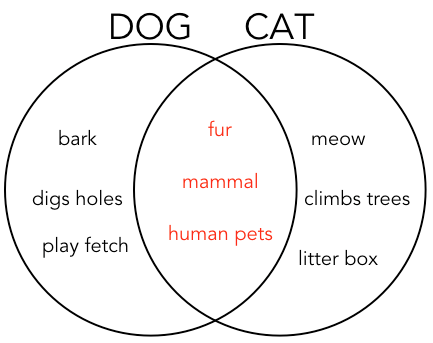 DOG CAT
bark
digs holes
play fetch
fur
mammal
human pets
meow
climbs trees
litter box